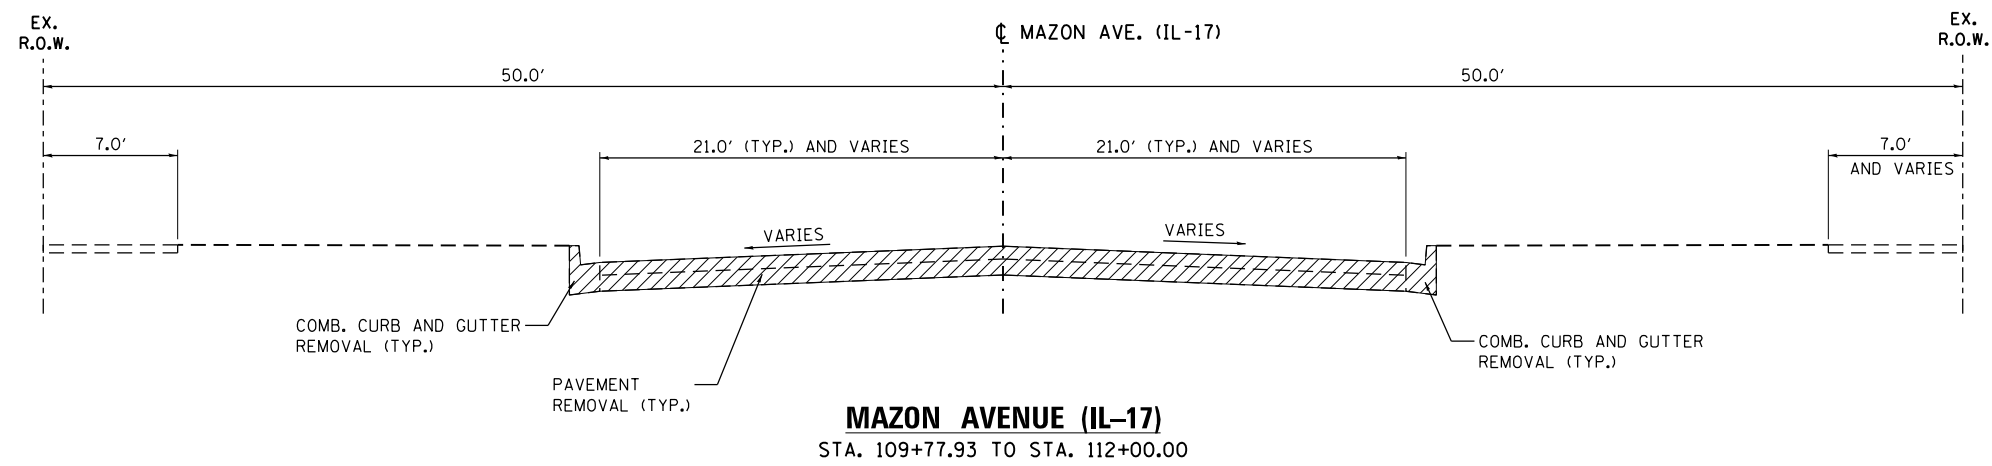 EX.
R.O.W.
℄ MAZON AVE. (IL-17)
EX.
R.O.W.
50.0'
50.0'
7.0'
21.0' (TYP.) AND VARIES
21.0' (TYP.) AND VARIES
7.0'
AND VARIES
VARIES
VARIES
COMB. CURB AND GUTTER
REMOVAL (TYP.)
COMB. CURB AND GUTTER
REMOVAL (TYP.)
PAVEMENT
REMOVAL (TYP.)
MAZON AVENUE (IL–17)
STA. 109+77.93 TO STA. 112+00.00